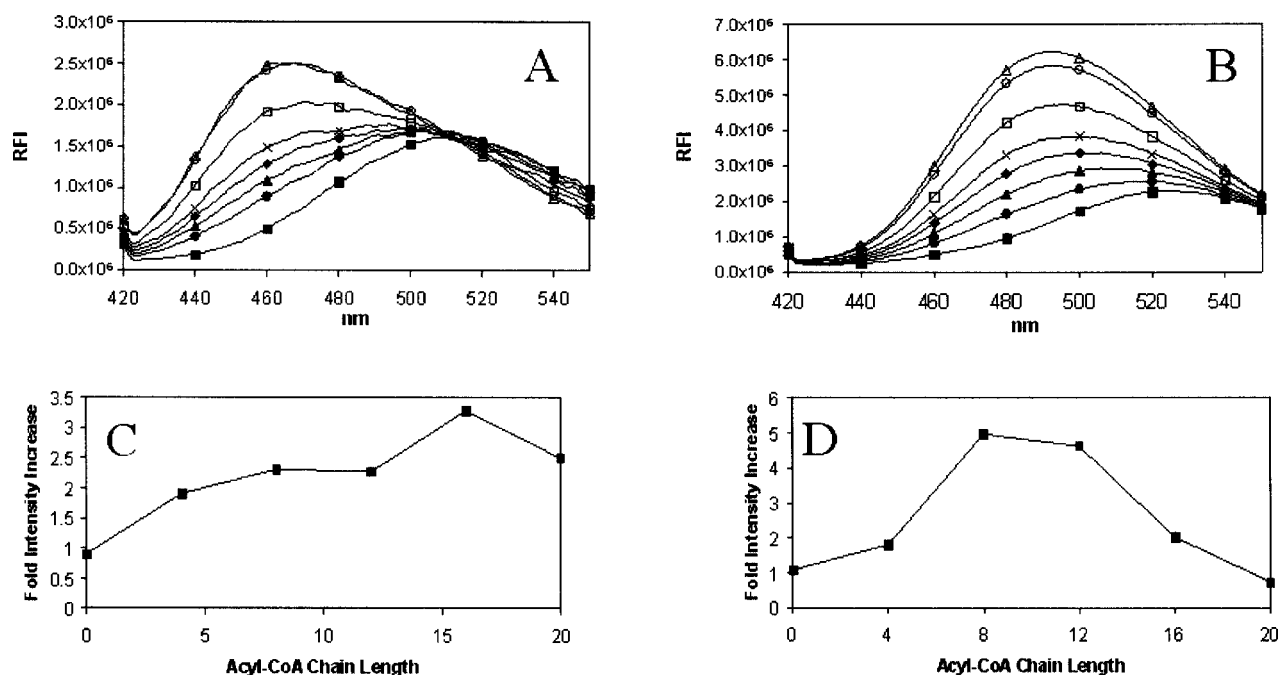 3.0x10⁶
2.5x10⁶
2.0x10⁶
1.5x10⁶
1.0x10⁶
0.5x10⁶
0.0x10⁶
RFI
A
420 440 460 480 500 520 540
nm
7.0x10⁶
6.0x10⁶
5.0x10⁶
4.0x10⁶
3.0x10⁶
2.0x10⁶
1.0x10⁶
0.0x10⁶
RFI
B
420 440 460 480 500 520 540
nm
3.5
3
2.5
2
1.5
1
0.5
0
Fold Intensity Increase
C
0 5 10 15 20
Acyl-CoA Chain Length
6
5
4
3
2
1
0
Fold Intensity Increase
D
0 4 8 12 16 20
Acyl-CoA Chain Length